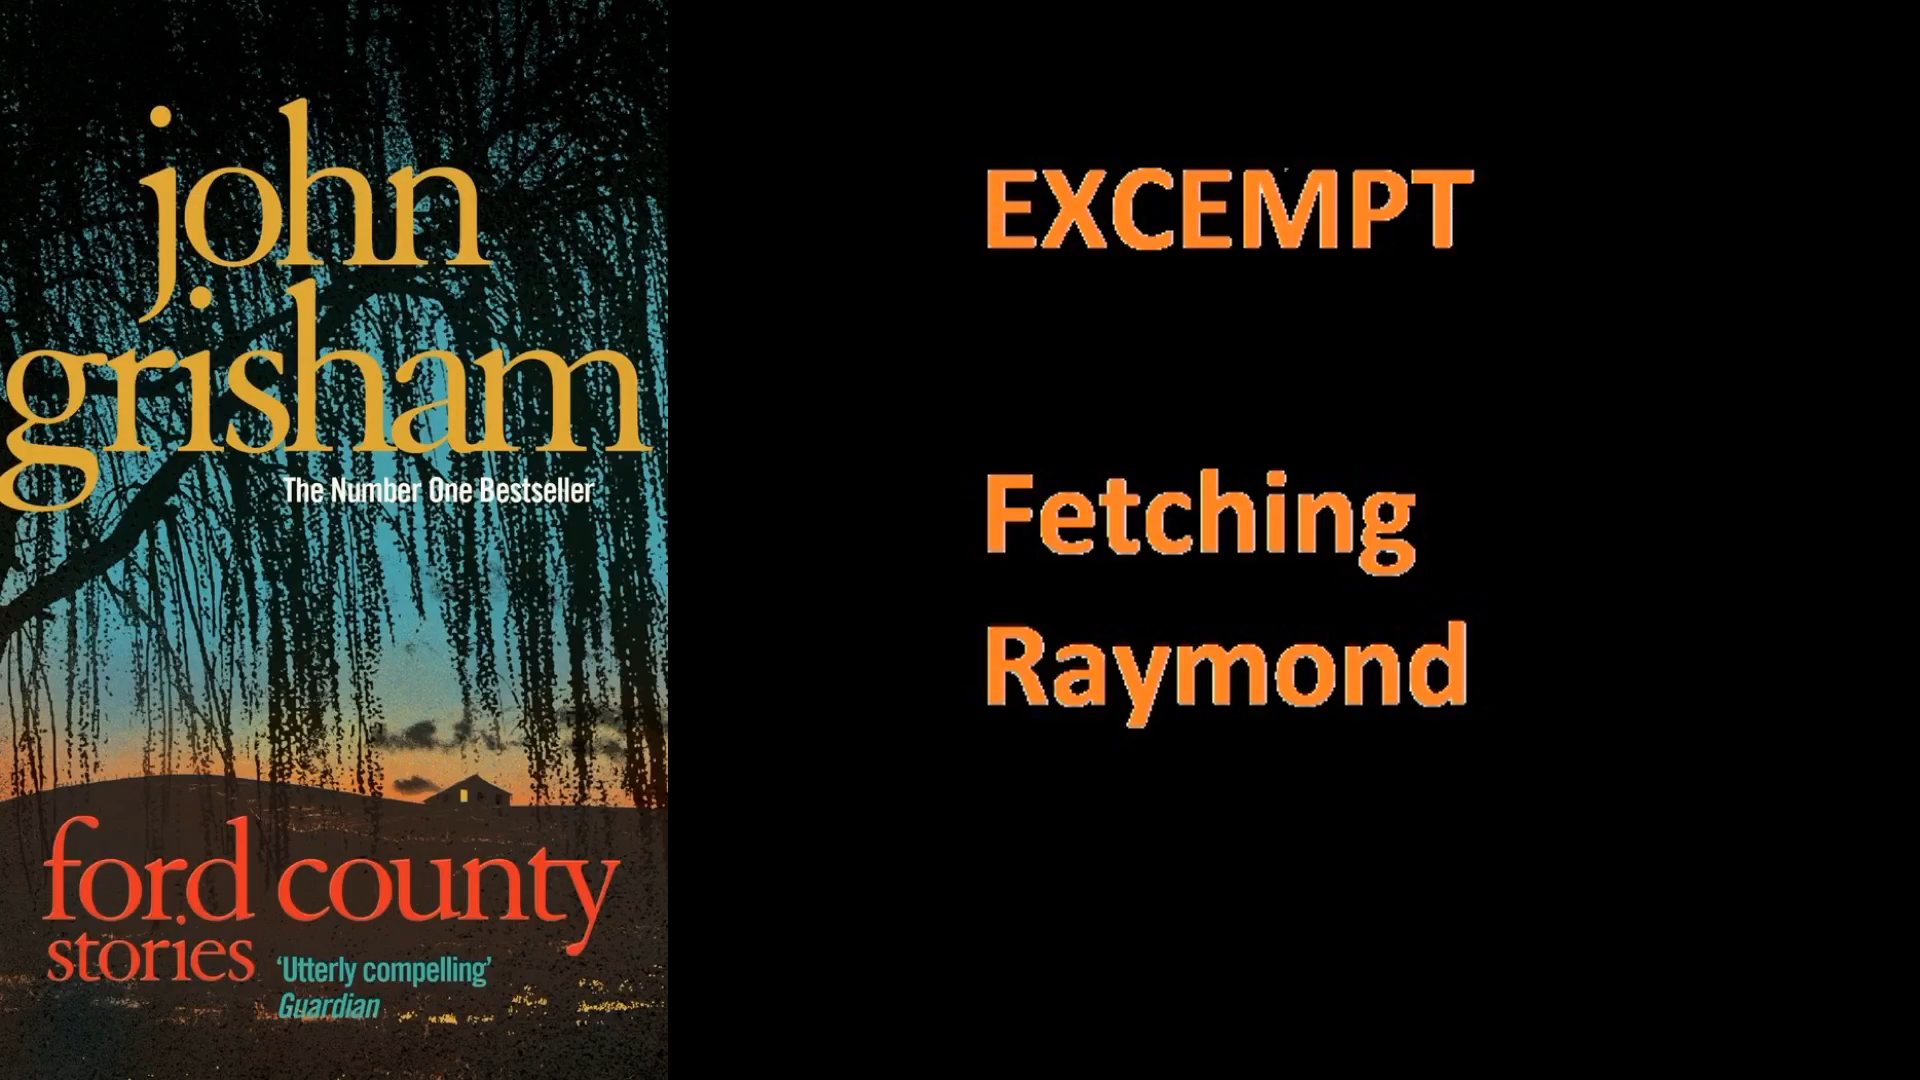 john
grisham
The Number One Bestseller
ford county
stories
'Utterly compelling'
Guardian
EXCEMPT
Fetching
Raymond